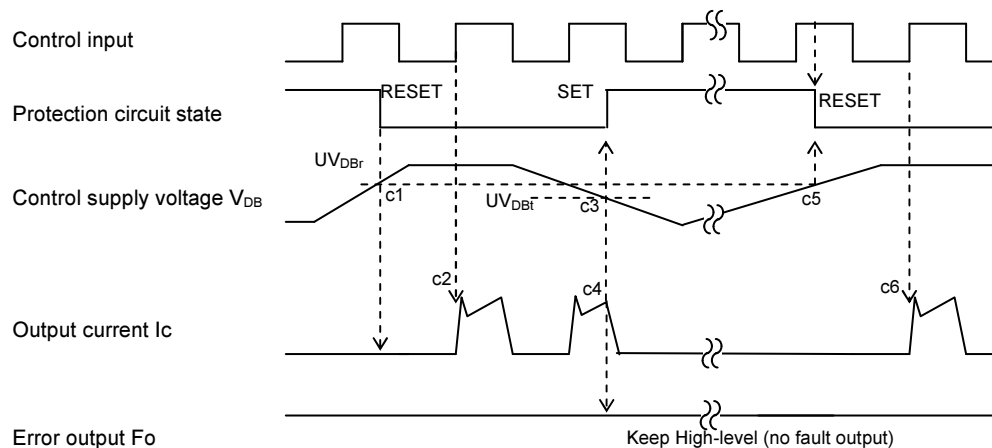 Control input
RESET
SET
RESET
Protection circuit state
UVDBr
Control supply voltage VDB
c1
UVDBt
c3
c5
c2
c4
c6
Output current Ic
Error output Fo
Keep High-level (no fault output)